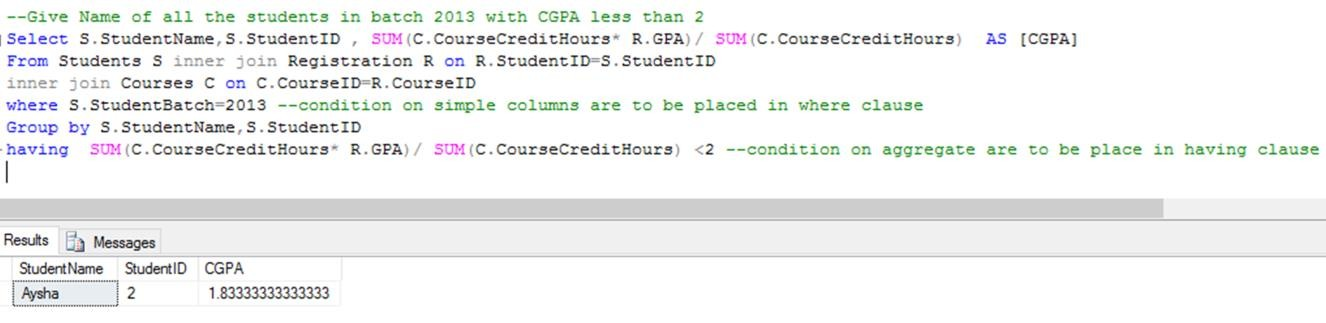 --Give Name of all the students in batch 2013 with CGPA less than 2
Select S.StudentName,S.StudentID , SUM(C.CourseCreditHours* R.GPA)/ SUM(C.CourseCreditHours)  AS [CGPA]
From Students S inner join Registration R on R.StudentID=S.StudentID
inner join Courses C on C.CourseID=R.CourseID
where S.StudentBatch=2013 --condition on simple columns are to be placed in where clause
Group by S.StudentName,S.StudentID
having  SUM(C.CourseCreditHours* R.GPA)/ SUM(C.CourseCreditHours) <2 --condition on aggregate are to be place in having clause
Results Messages
StudentName StudentID CGPA
Aysha 2 1.83333333333333